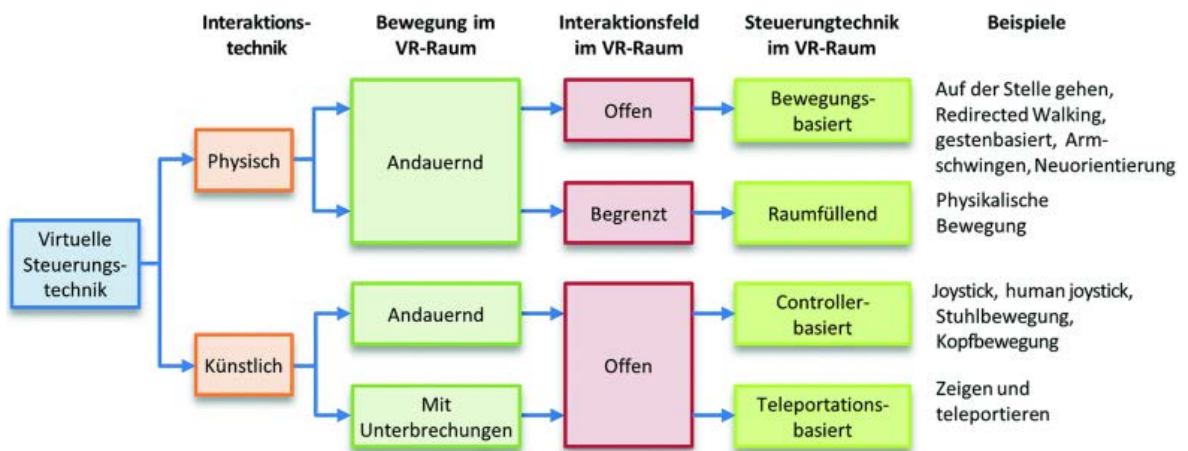 Interaktions-
technik
Bewegung im
VR-Raum
Interaktionsfeld
im VR-Raum
Steuerungtechnik
im VR-Raum
Beispiele
Virtuelle
Steuerungs-
technik
Physisch
Andauernd
Offen
Bewegungs-
basiert
Auf der Stelle gehen,
Redirected Walking,
gestenbasiert, Arm-
schwingen, Neuorientierung
Begrenzt
Raumfüllend
Physikalische
Bewegung
Künstlich
Andauernd
Offen
Controller-
basiert
Joystick, human joystick,
Stuhlbewegung,
Kopfbewegung
Mit
Unterbrechungen
Teleportations-
basiert
Zeigen und
teleportieren